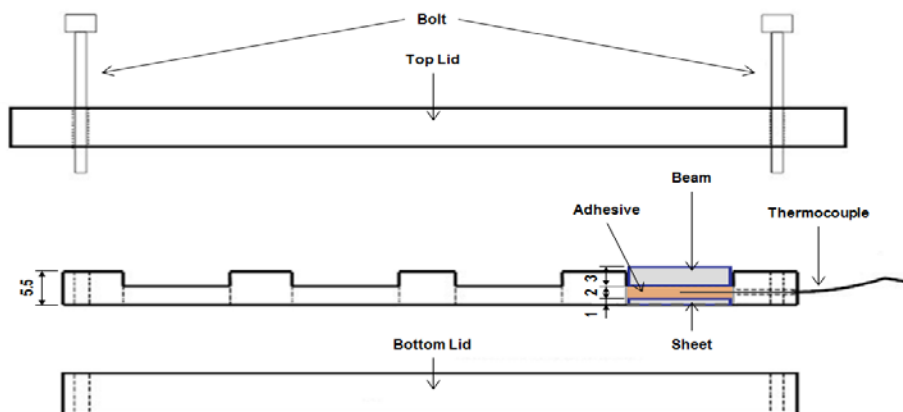 Bolt
Top Lid
Beam
Adhesive
Thermocouple
5.5
3
2
1
Bottom Lid
Sheet